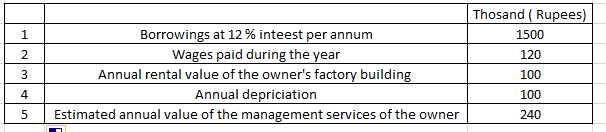 Thosand ( Rupees)
1 Borrowings at 12 % inteest per annum 1500
2 Wages paid during the year 120
3 Annual rental value of the owner's factory building 100
4 Annual depriciation 100
5 Estimated annual value of the management services of the owner 240